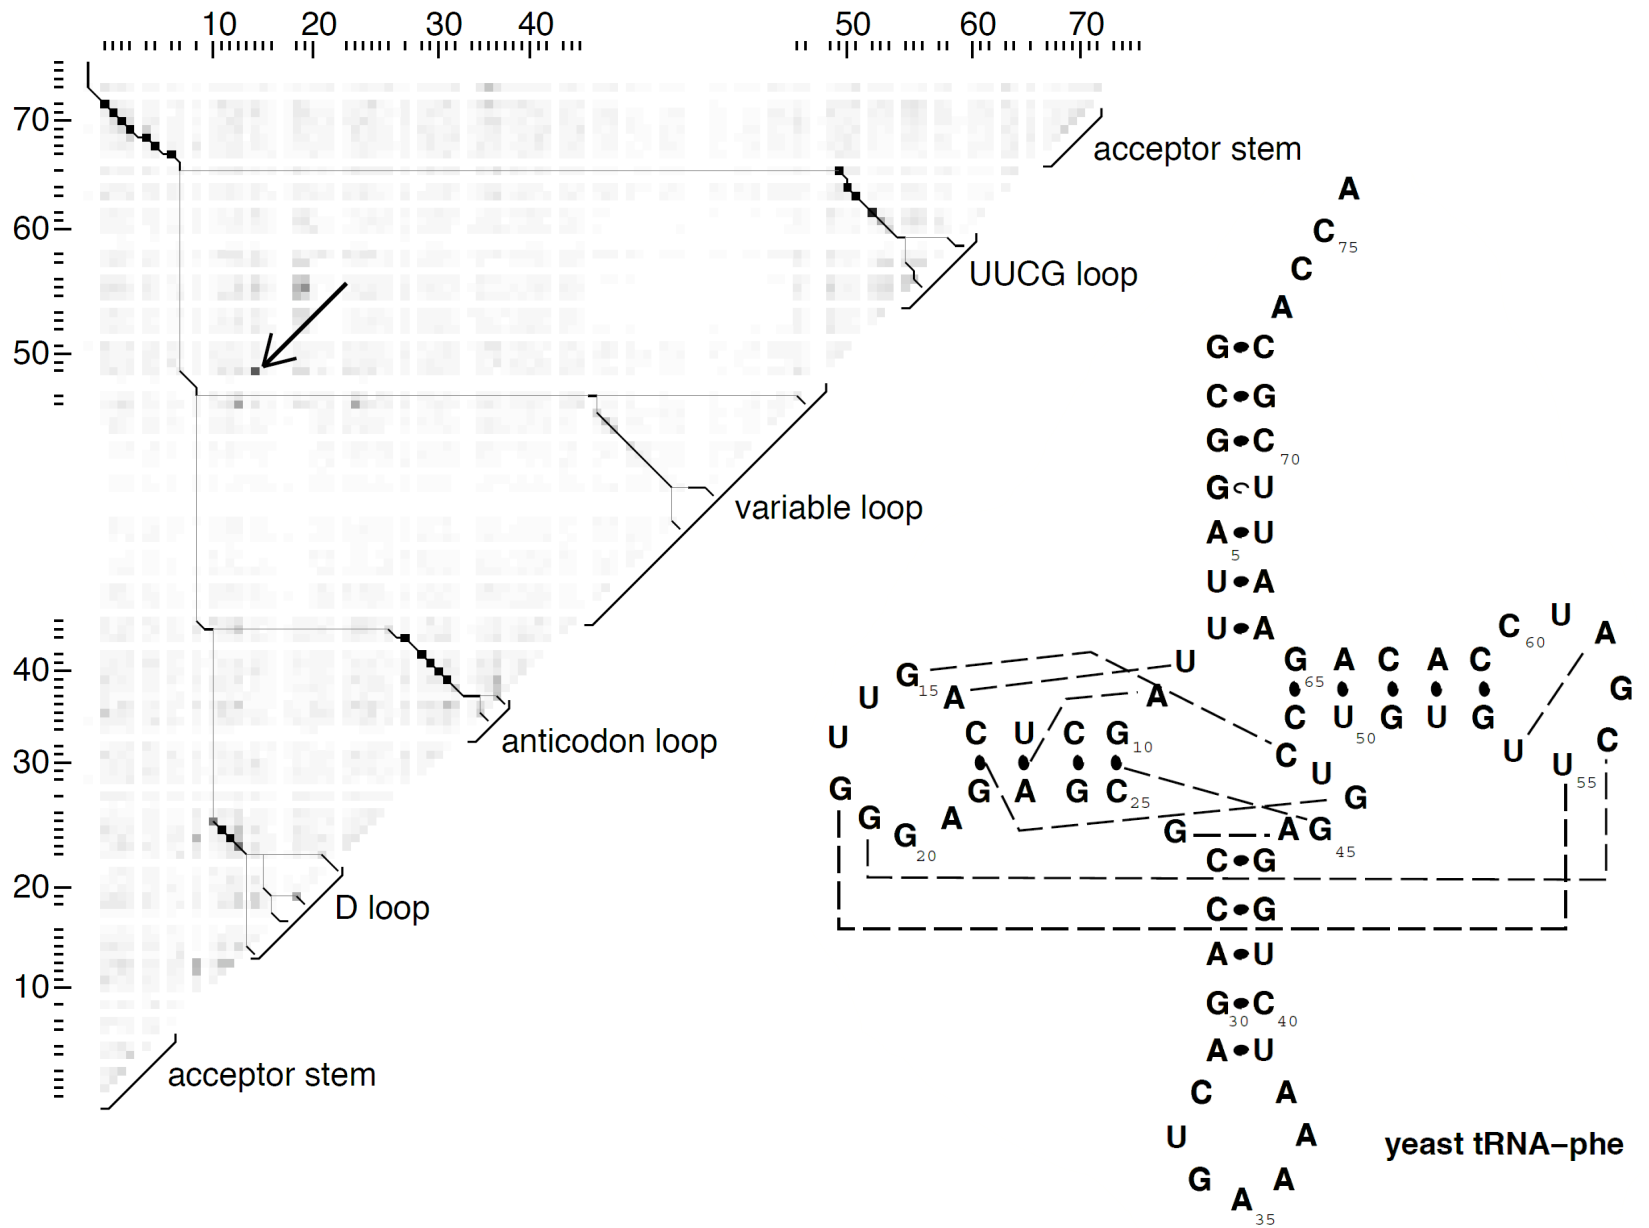 10 20 30 40 50 60 70
70
60
50
40
30
20
10
acceptor stem
UUCG loop
variable loop
anticodon loop
D loop
acceptor stem
A
C 75
C
A
G C
C G
G C 70
G U
A U
5
U A
U A
U
G 15 A
U
U
G
G
G 20
A
C U C G 10
G A G C 25
A
G A C A C
65
C U G U G
50
C 60 U A
G
C
U 55
U
C
U
G
G A G 45
C G
C G
A U
G C
30 40
A U
C A
U A
G A
A 35
yeast tRNA–phe